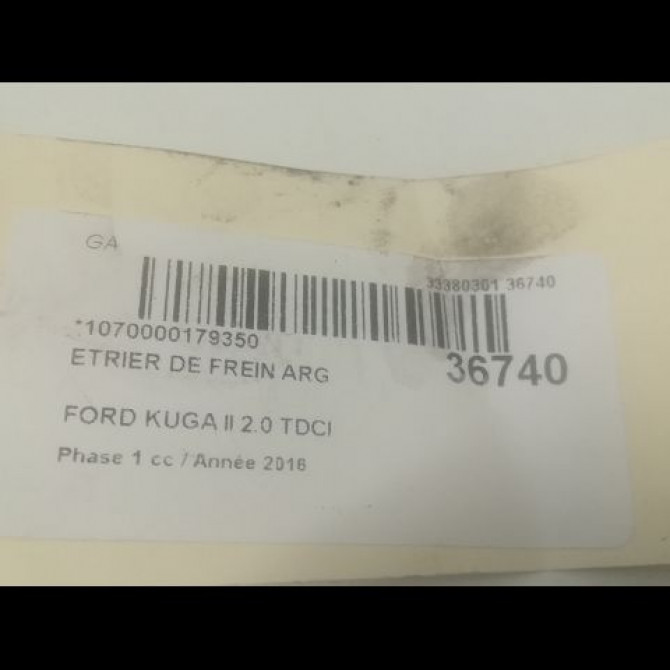 GA
33380301 36740
*1070000179350
ETRIER DE FREIN ARG
36740
FORD KUGA II 2.0 TDCI
Phase 1 cc / Année 2016